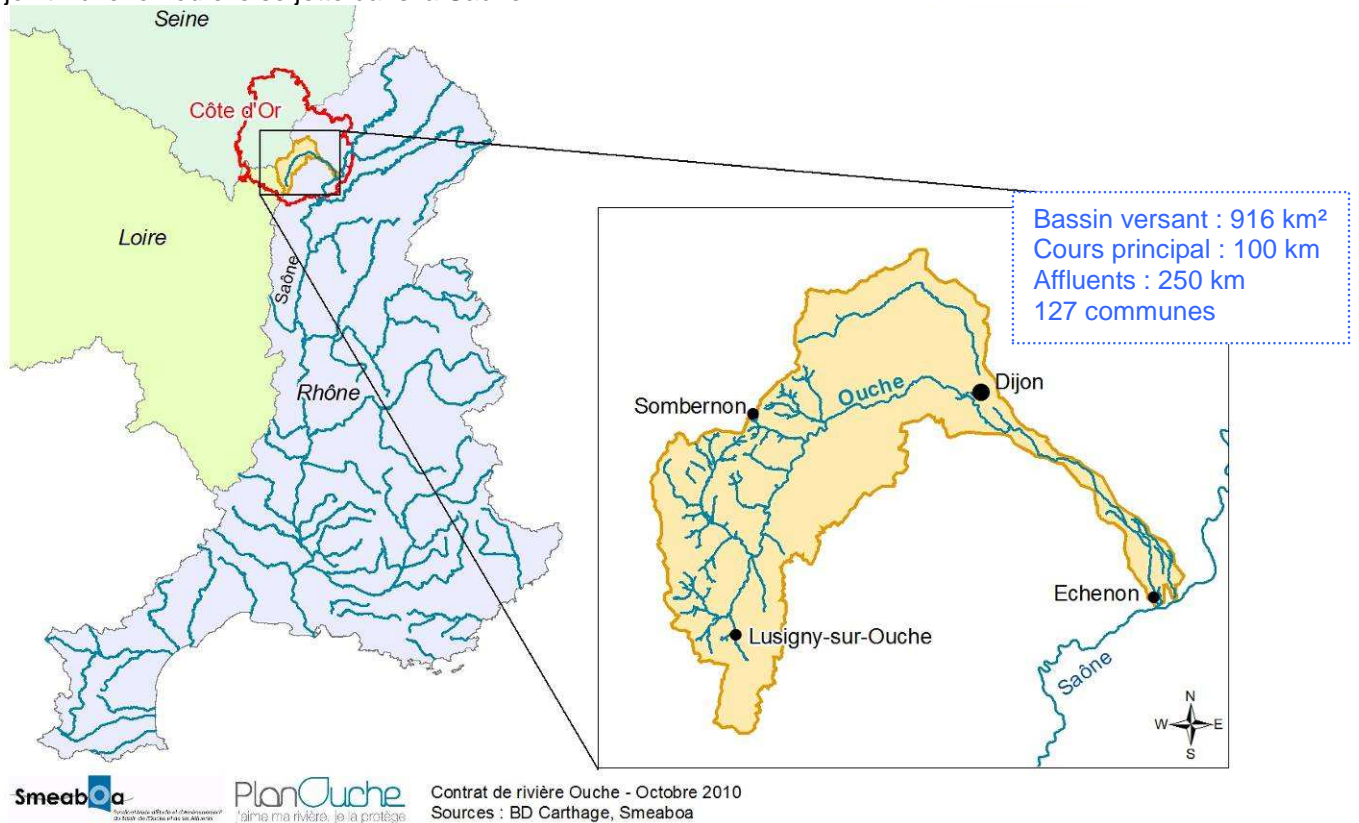 Seine
Côte d'Or
Loire
Saône
Rhône
Bassin versant : 916 km²
Cours principal : 100 km
Affluents : 250 km
127 communes
Ouche
Dijon
Sombernon
Echenon
Lusigny-sur-Ouche
Saône
N
W
E
S
Smeaboa
PlanOuche
j'aime ma rivière, je la protège
Contrat de rivière Ouche - Octobre 2010
Sources : BD Carthage, Smeaboa